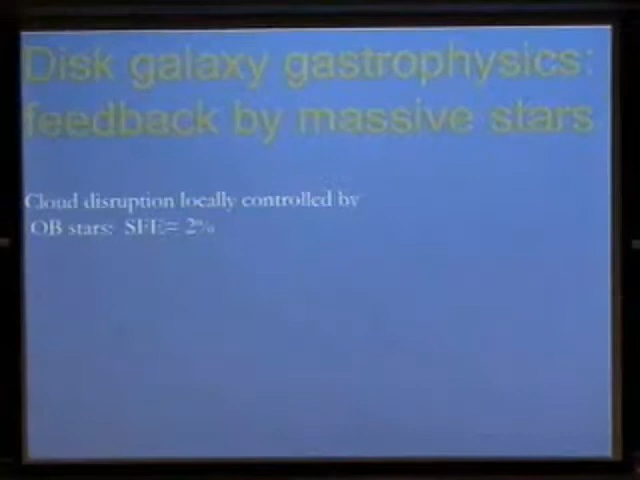 Disk galaxy gastrophysics:
feedback by massive stars
Cloud disruption locally controlled by
OB stars: SFE= 2%